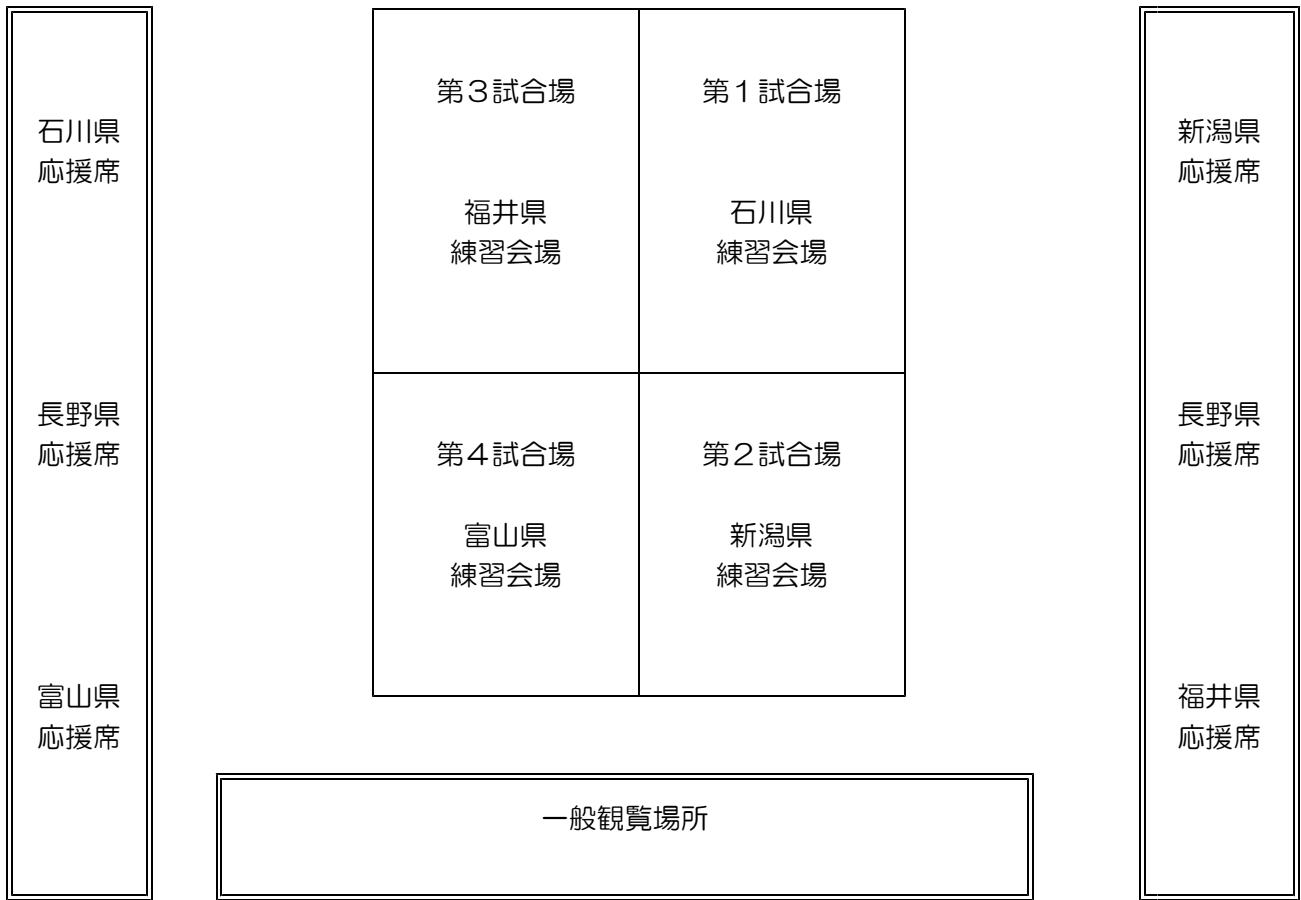 石川県
応援席
長野県
応援席
富山県
応援席
第３試合場
福井県
練習会場
第１試合場
石川県
練習会場
第４試合場
富山県
練習会場
第２試合場
新潟県
練習会場
一般観覧場所
新潟県
応援席
長野県
応援席
福井県
応援席